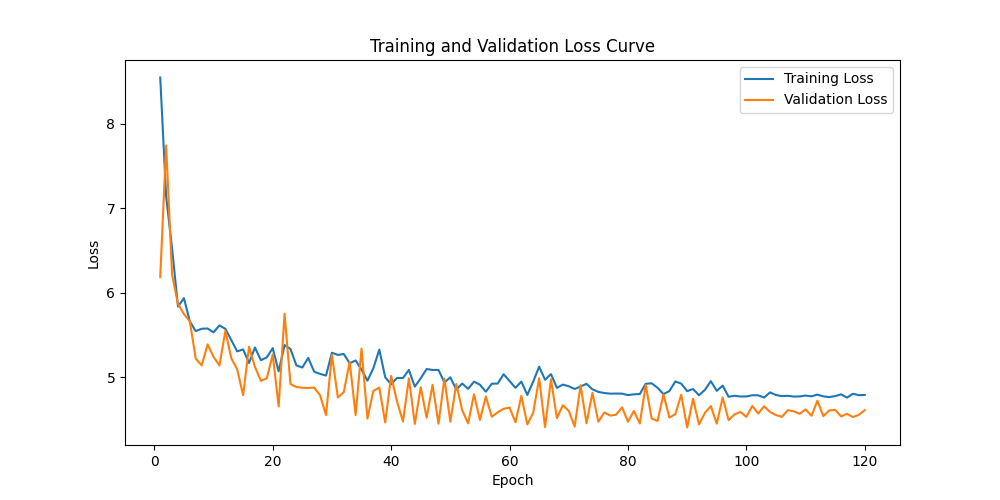 Training and Validation Loss Curve
Training Loss
Validation Loss
8
7
6
5
Loss
0 20 40 60 80 100 120
Epoch